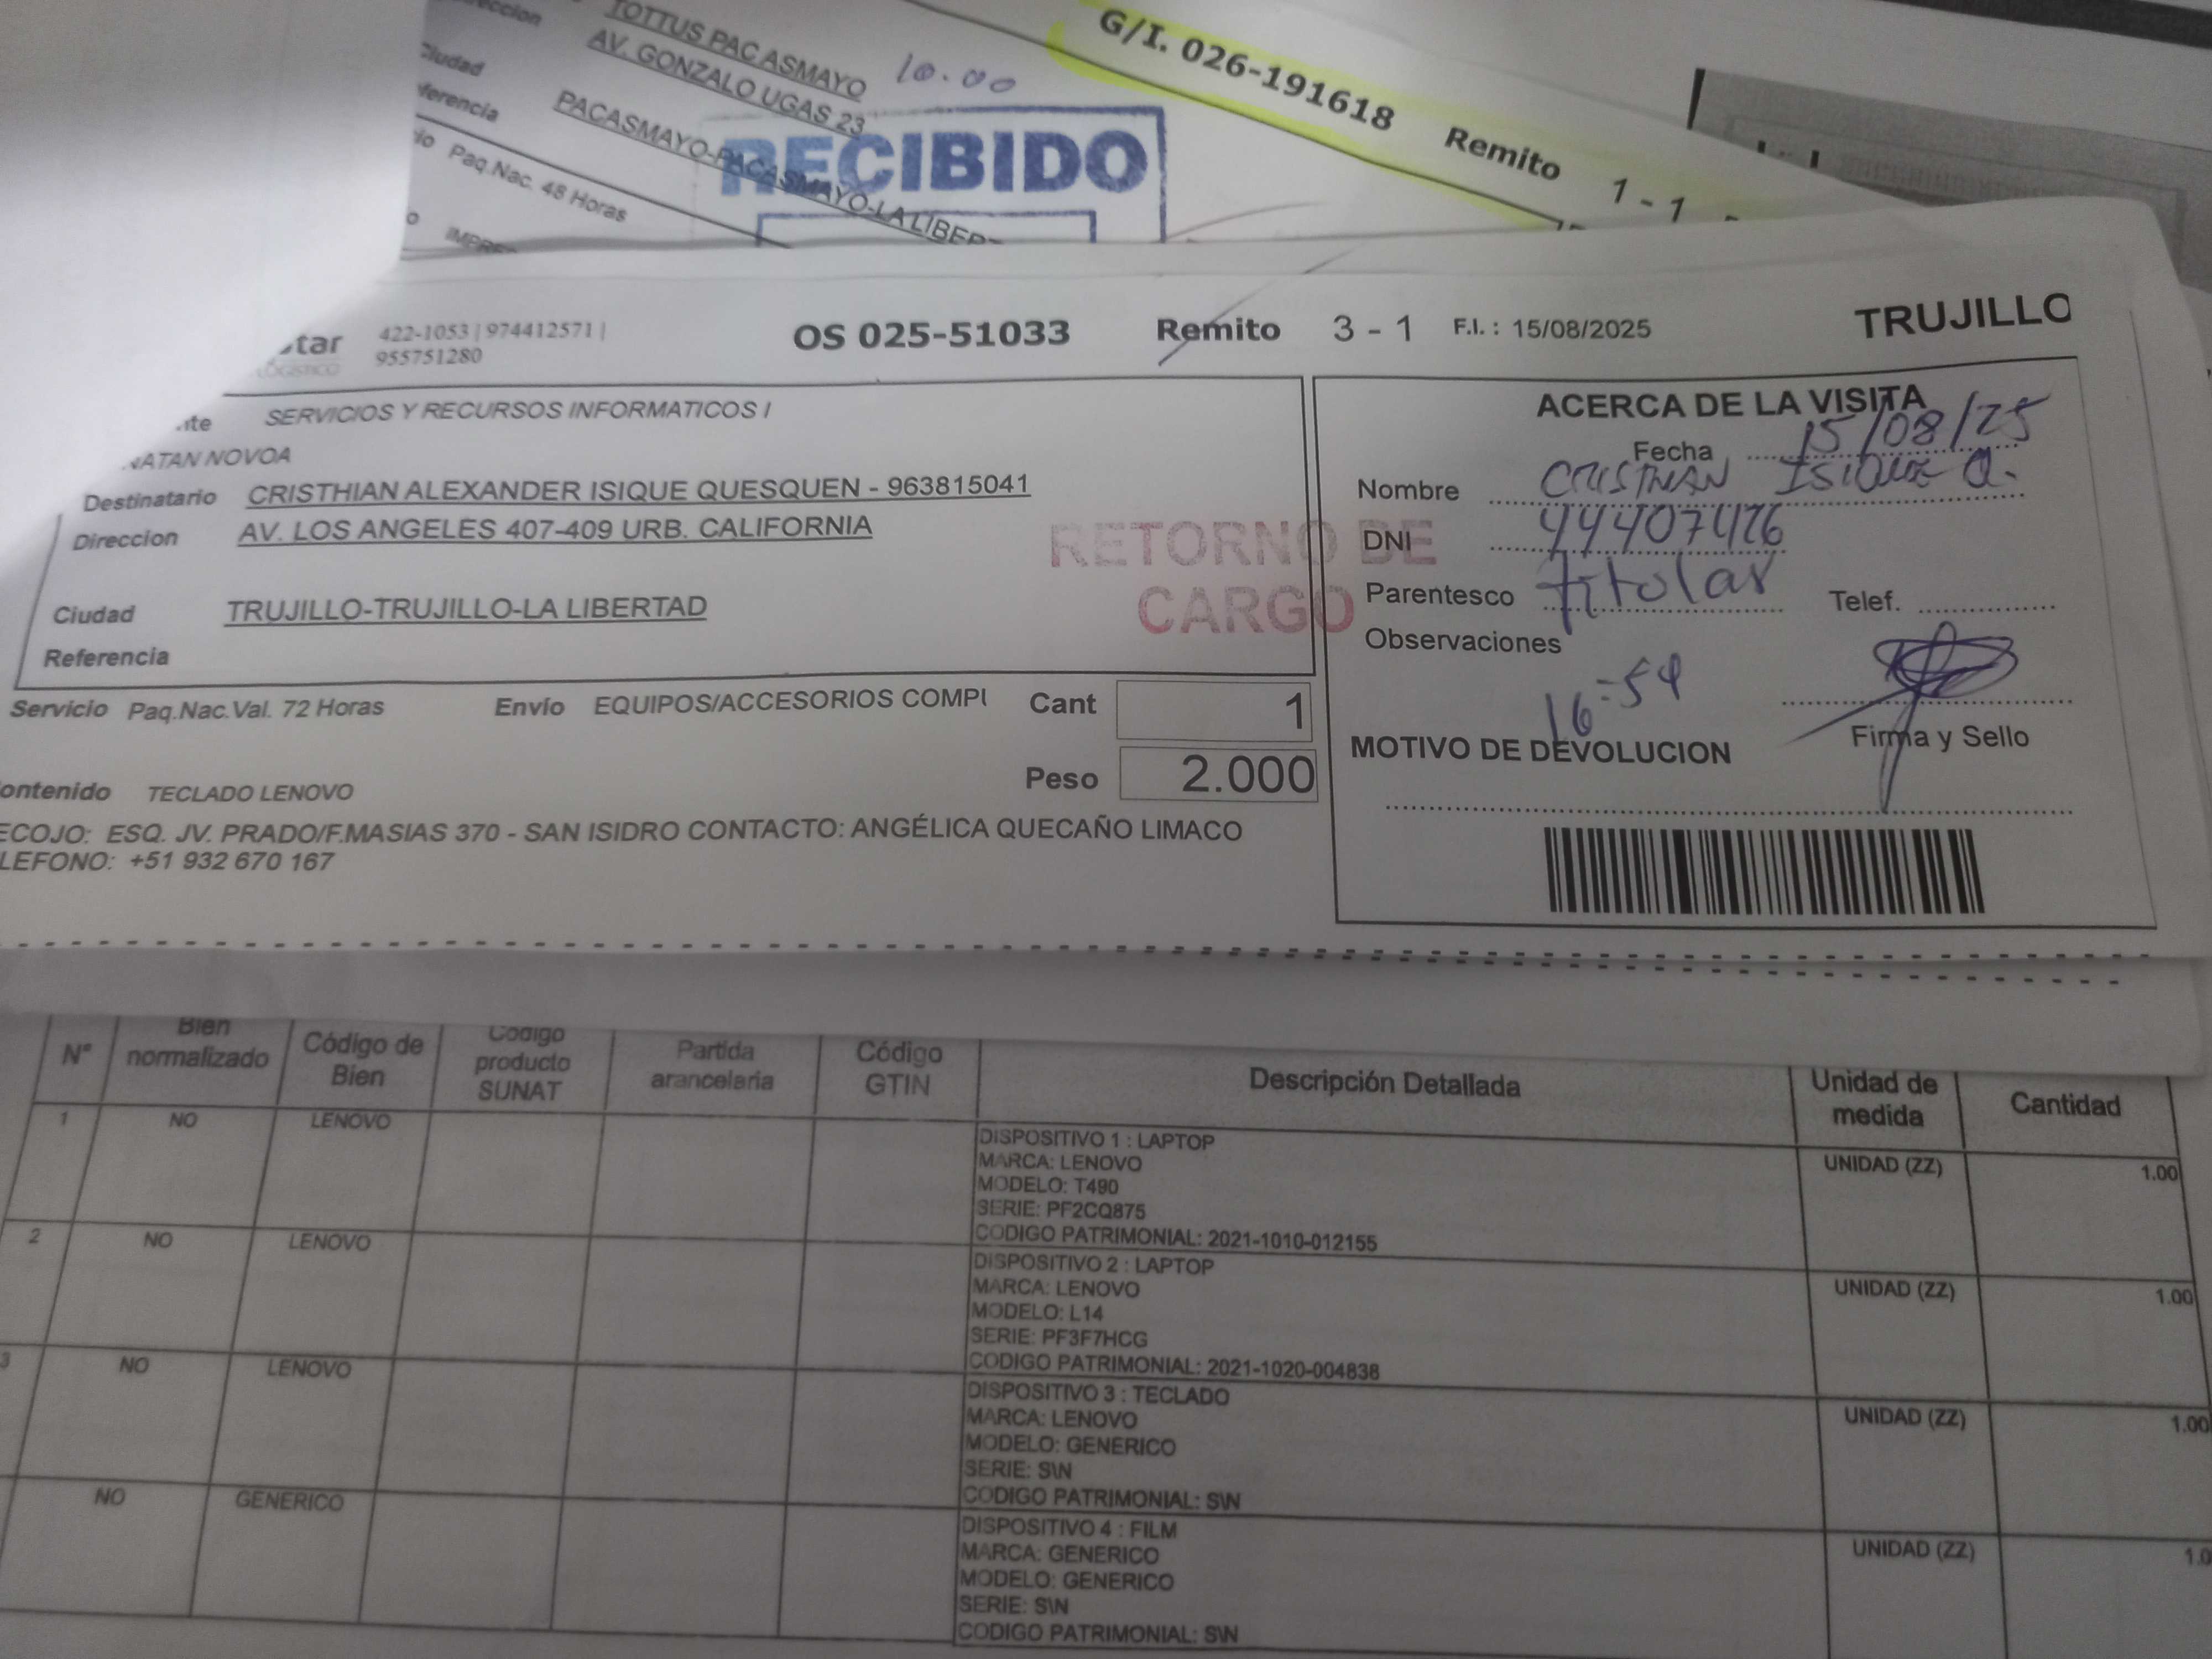 TOTTUS PACASMAYO
AV. GONZALO UGAS 23
10.00
Ciudad
PACASMAYO-PACASMAYO-LA LIBER
Paq.Nac. 48 Horas
RECIBIDO
G/I. 026-191618 Remito 1 - 1
422-1053 | 974412571 |
955751280
OS 025-51033 Remito 3 - 1 F.I. : 15/08/2025 TRUJILLO
SERVICIOS Y RECURSOS INFORMATICOS I
NATAN NOVOA
Destinatario CRISTHIAN ALEXANDER ISIQUE QUESQUEN - 963815041
Direccion AV. LOS ANGELES 407-409 URB. CALIFORNIA
Ciudad TRUJILLO-TRUJILLO-LA LIBERTAD
Referencia
RETORNO DE
CARGO
ACERCA DE LA VISITA
Fecha 15/08/25
Nombre CRISTHIAN ISIQUE Q.
DNI 44407426
Parentesco titolar Telef.
Observaciones
16-54
Firma y Sello
MOTIVO DE DEVOLUCION
Servicio Paq.Nac.Val. 72 Horas Envío EQUIPOS/ACCESORIOS COMPU Cant 1
Peso 2.000
ontenido TECLADO LENOVO
ECOJO: ESQ. JV. PRADO/F.MASIAS 370 - SAN ISIDRO CONTACTO: ANGÉLICA QUECAÑO LIMACO
LEFONO: +51 932 670 167
N° Bien normalizado Código de Bien Codigo producto SUNAT Partida arancelaria Código GTIN Descripción Detallada Unidad de medida Cantidad
1 NO LENOVO DISPOSITIVO 1 : LAPTOP UNIDAD (ZZ) 1.00
MARCA: LENOVO
MODELO: T490
SERIE: PF2CQ875
CODIGO PATRIMONIAL: 2021-1010-012155
2 NO LENOVO DISPOSITIVO 2 : LAPTOP UNIDAD (ZZ) 1.00
MARCA: LENOVO
MODELO: L14
SERIE: PF3F7HCG
CODIGO PATRIMONIAL: 2021-1020-004838
3 NO LENOVO DISPOSITIVO 3 : TECLADO UNIDAD (ZZ) 1.00
MARCA: LENOVO
MODELO: GENERICO
SERIE: S\N
CODIGO PATRIMONIAL: S\N
NO GENERICO DISPOSITIVO 4 : FILM UNIDAD (ZZ) 1.0
MARCA: GENERICO
MODELO: GENERICO
SERIE: S\N
CODIGO PATRIMONIAL: S\N